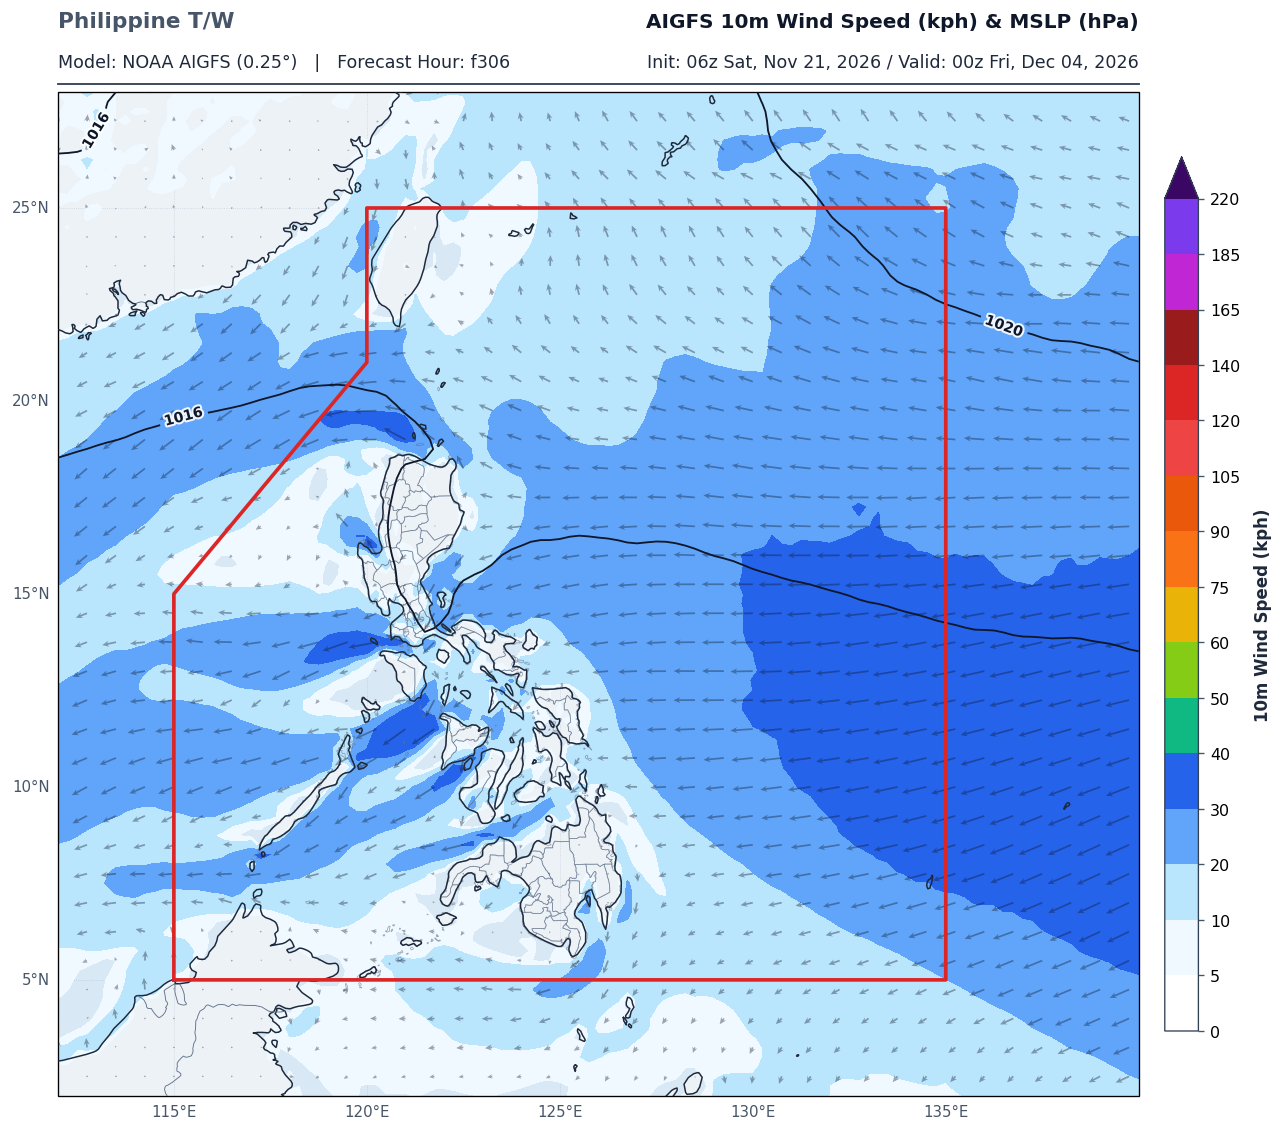 Philippine T/W
AIGFS 10m Wind Speed (kph) & MSLP (hPa)
Model: NOAA AIGFS (0.25°)   |   Forecast Hour: f306
Init: 06z Sat, Nov 21, 2026 / Valid: 00z Fri, Dec 04, 2026
1016
1020
1016
25°N
20°N
15°N
10°N
5°N
115°E
120°E
125°E
130°E
135°E
220
185
165
140
120
105
90
75
60
50
40
30
20
10
5
0
10m Wind Speed (kph)